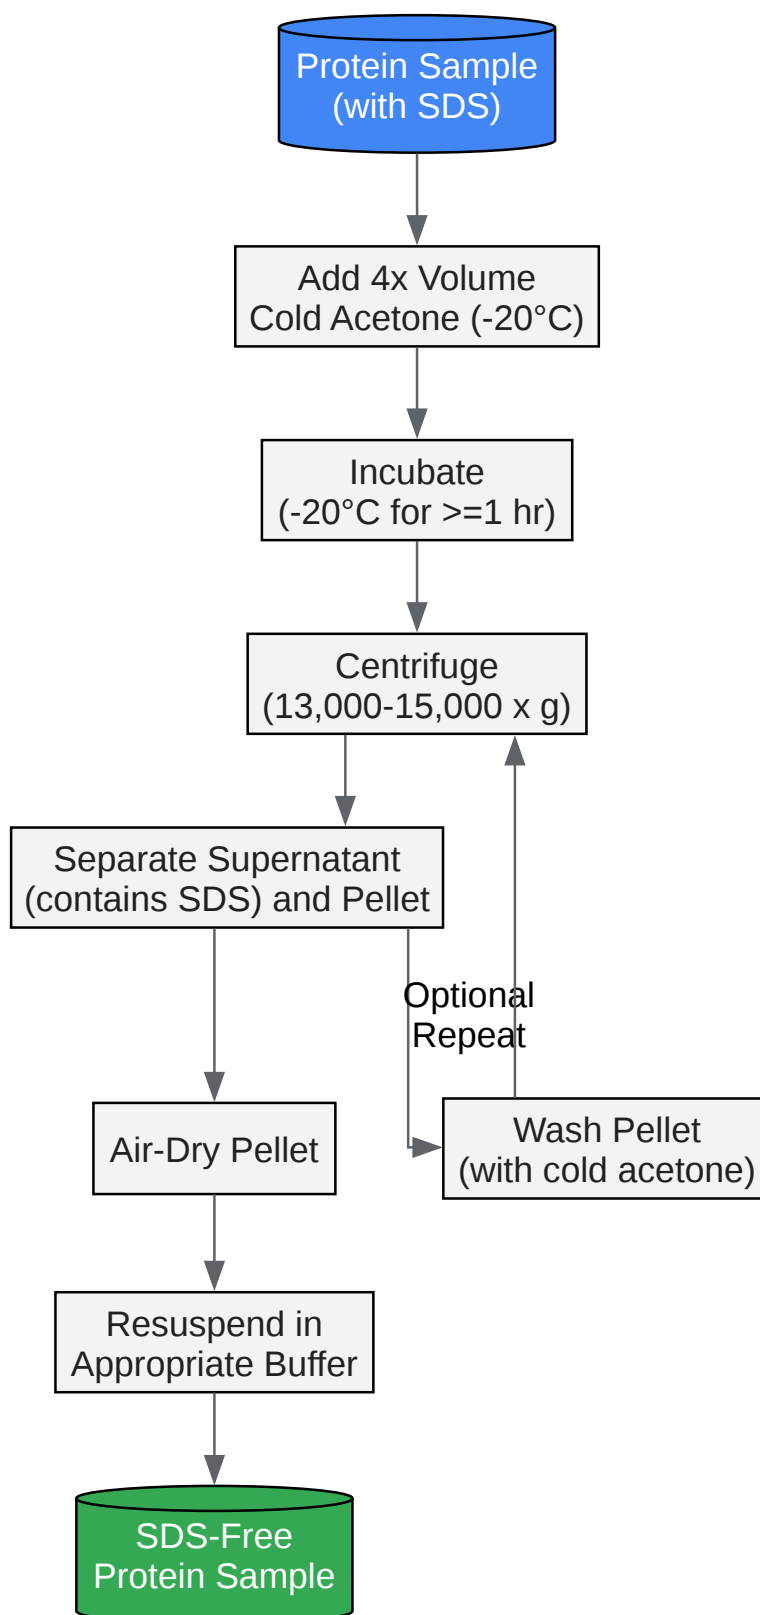 Protein Sample
(with SDS)
Add 4x Volume
Cold Acetone (-20°C)
Incubate
(-20°C for >=1 hr)
Centrifuge
(13,000-15,000 x g)
Separate Supernatant
(contains SDS) and Pellet
Optional
Repeat
Air-Dry Pellet
Wash Pellet
(with cold acetone)
Resuspend in
Appropriate Buffer
SDS-Free
Protein Sample